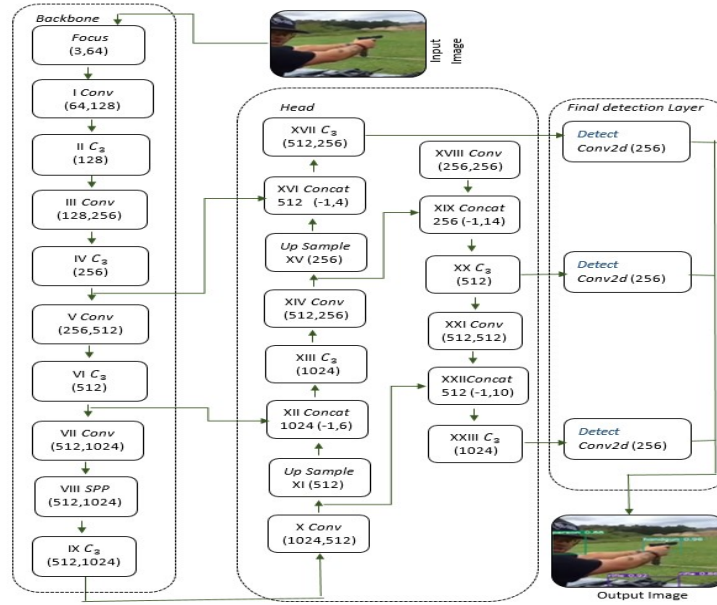 Backbone
Focus
(3,64)
I Conv
(64,128)
II C₃
(128)
III Conv
(128,256)
IV C₃
(256)
V Conv
(256,512)
VI C₃
(512)
VII Conv
(512,1024)
VIII SPP
(512,1024)
IX C₃
(512,1024)
Input
Image
Head
XVII C₃
(512,256)
XVI Concat
512 (-1,4)
Up Sample
XV (256)
XIV Conv
(512,256)
XIII C₃
(1024)
XII Concat
1024 (-1,6)
Up Sample
XI (512)
X Conv
(1024,512)
XVIII Conv
(256,256)
XIX Concat
256 (-1,14)
XX C₃
(512)
XXI Conv
(512,512)
XXIIConcat
512 (-1,10)
XXIII C₃
(1024)
Final detection Layer
Detect
Conv2d (256)
Detect
Conv2d (256)
Detect
Conv2d (256)
Output Image